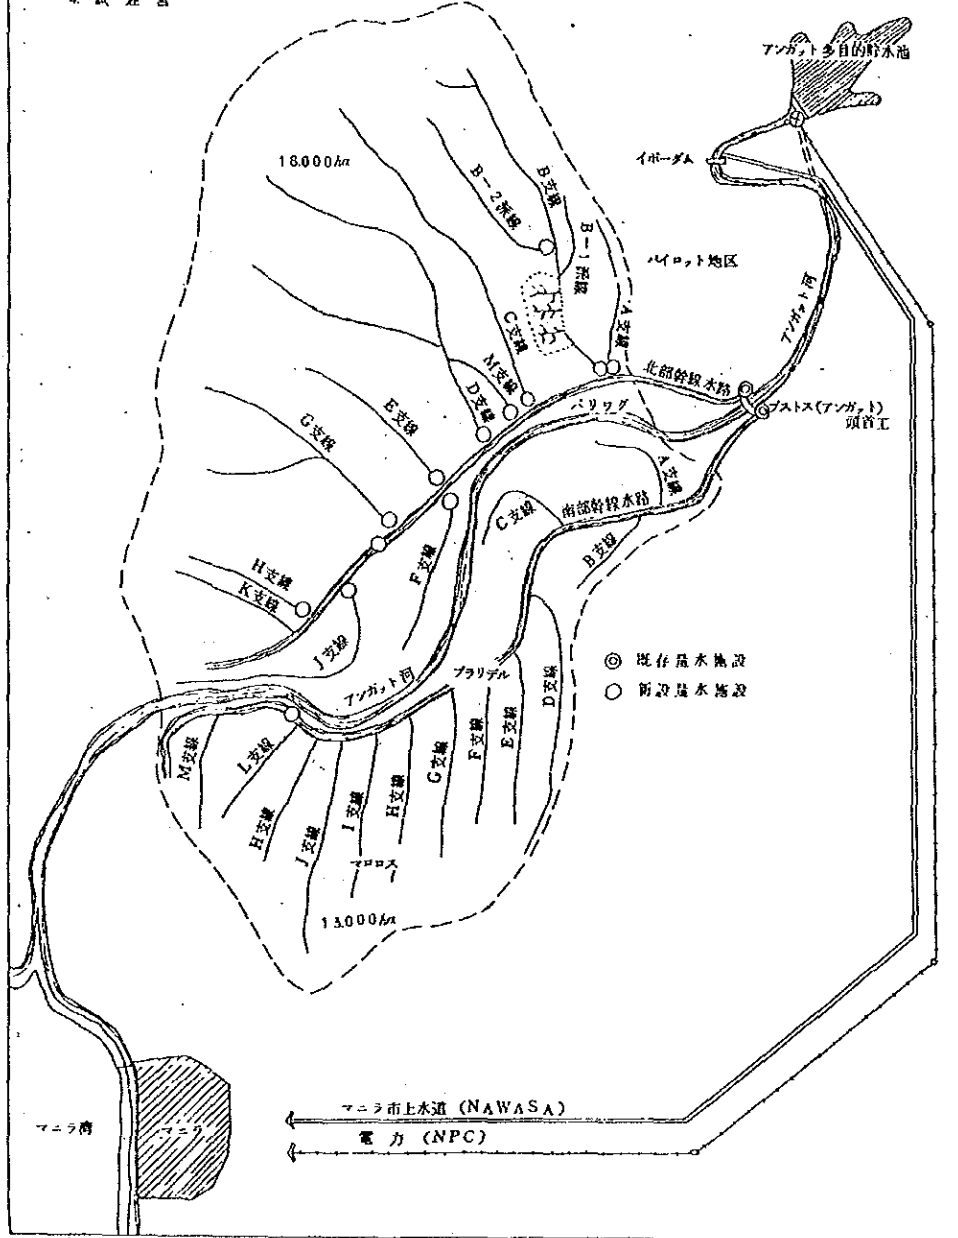 アンガット多目的貯水池
イポーダム
18.000ha
B-2派線
B支線
B-1派線
A支線
パイロット地区
アンガット河
C支線
M支線
D支線
北部幹線水路
バリワグ
ブストス(アンガット)
頭首工
E支線
G支線
A支線
南部幹線水路
C支線
B支線
F支線
H支線
K支線
J支線
◎ 既存量水施設
○ 新設量水施設
アンガット河
プラリデル
D支線
E支線
F支線
G支線
H支線
I支線
J支線
H支線
L支線
M支線
マロロス
13.000ha
マニラ市上水道 (NAWASA)
電力 (NPC)
マニラ湾
マニラ